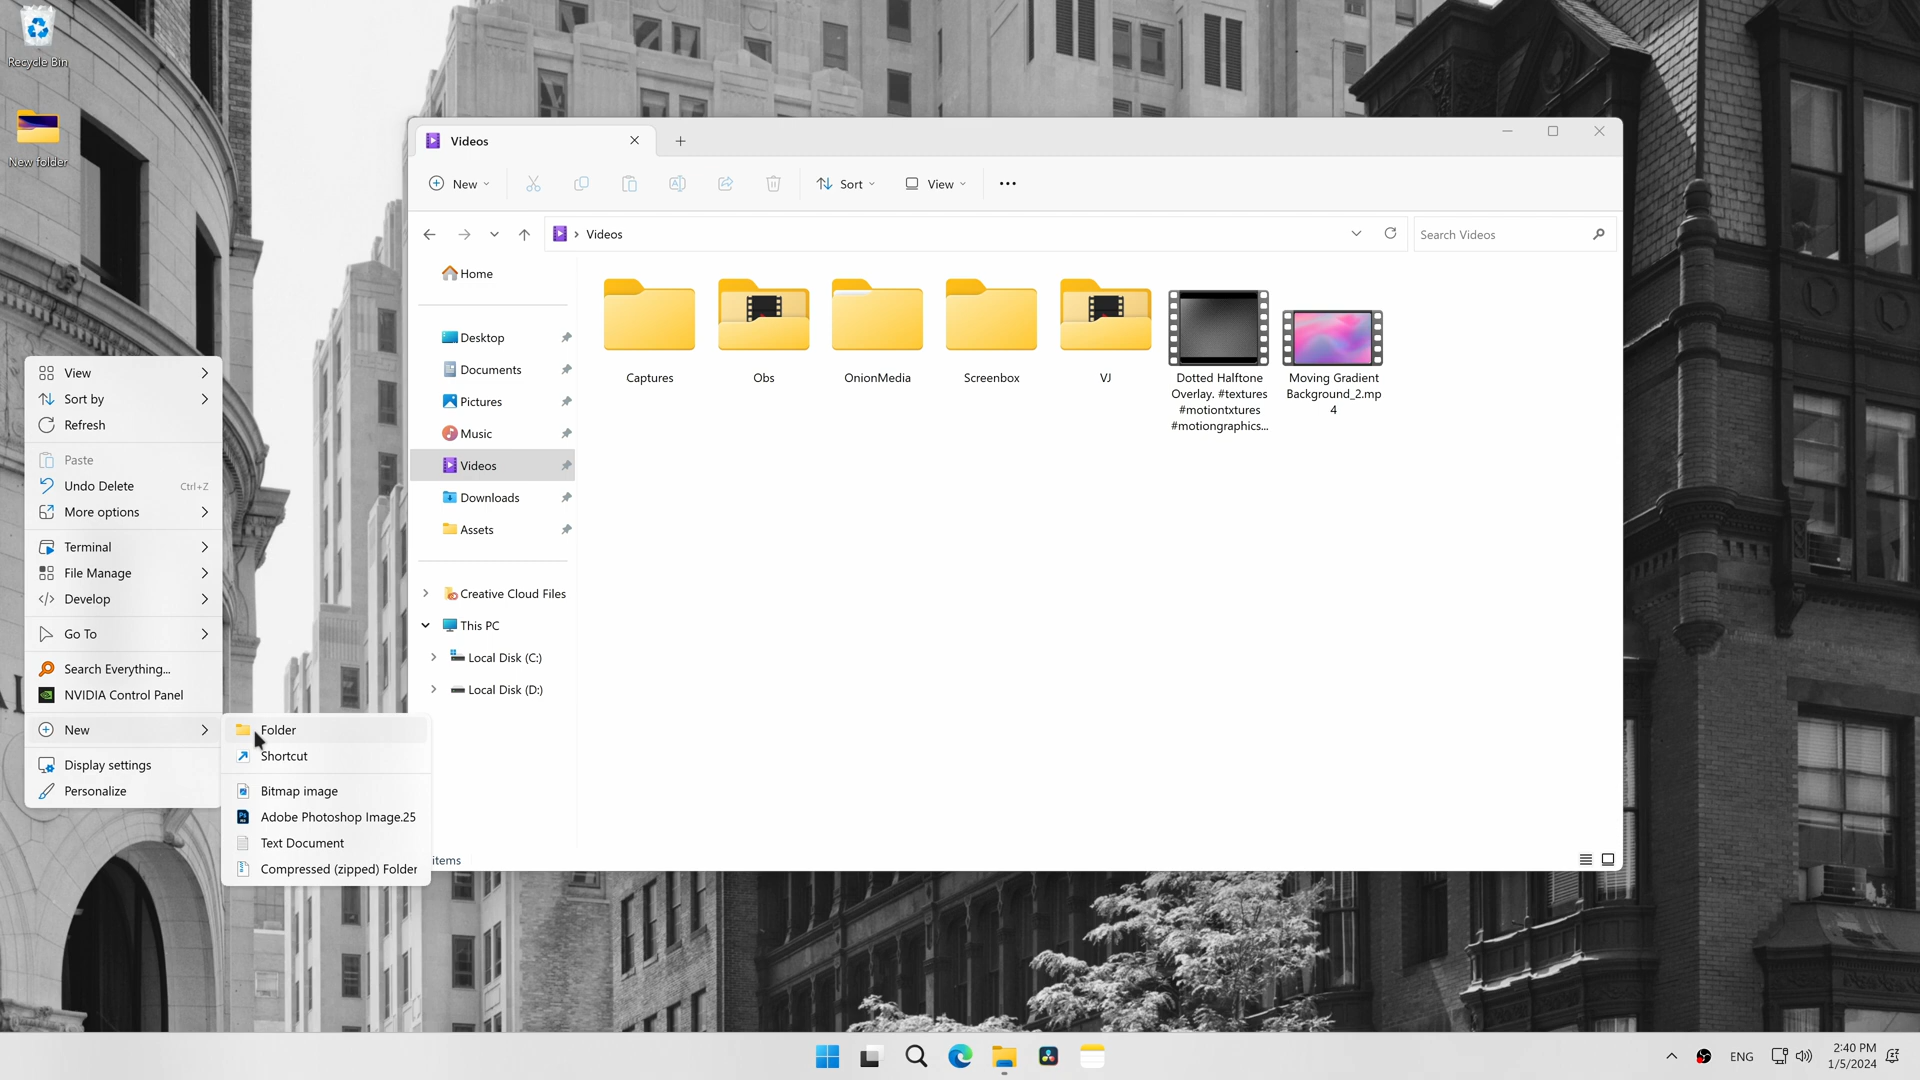 Recycle Bin
New folder
Videos
New
Sort
View
Videos
Search Videos
Home
Desktop
Documents
Pictures
Music
Videos
Downloads
Assets
Creative Cloud Files
This PC
Local Disk (C:)
Local Disk (D:)
Captures
Obs
OnionMedia
Screenbox
VJ
Dotted Halftone
Overlay. #textures
#motiontxtures
#motiongraphics...
Moving Gradient
Background_2.mp
4
items
View
Sort by
Refresh
Paste
Undo Delete Ctrl+Z
More options
Terminal
File Manage
Develop
Go To
Search Everything...
NVIDIA Control Panel
New
Display settings
Personalize
Folder
Shortcut
Bitmap image
Adobe Photoshop Image.25
Text Document
Compressed (zipped) Folder
ENG
2:40 PM
1/5/2024